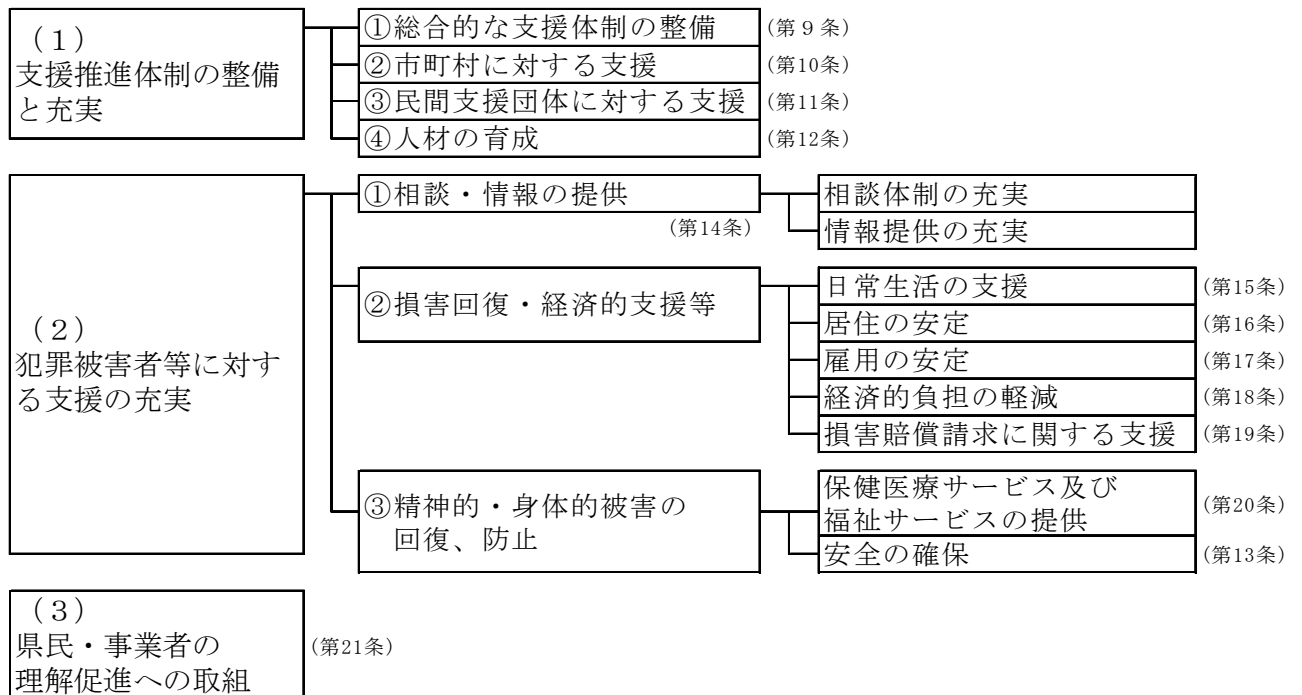 （１）
支援推進体制の整備
と充実
①総合的な支援体制の整備 (第９条)
②市町村に対する支援 (第10条)
③民間支援団体に対する支援 (第11条)
④人材の育成 (第12条)
（２）
犯罪被害者等に対す
る支援の充実
①相談・情報の提供
(第14条)
相談体制の充実
情報提供の充実
②損害回復・経済的支援等
日常生活の支援 (第15条)
居住の安定 (第16条)
雇用の安定 (第17条)
経済的負担の軽減 (第18条)
損害賠償請求に関する支援 (第19条)
③精神的・身体的被害の
回復、防止
保健医療サービス及び
福祉サービスの提供 (第20条)
安全の確保 (第13条)
（３）
県民・事業者の
理解促進への取組
(第21条)